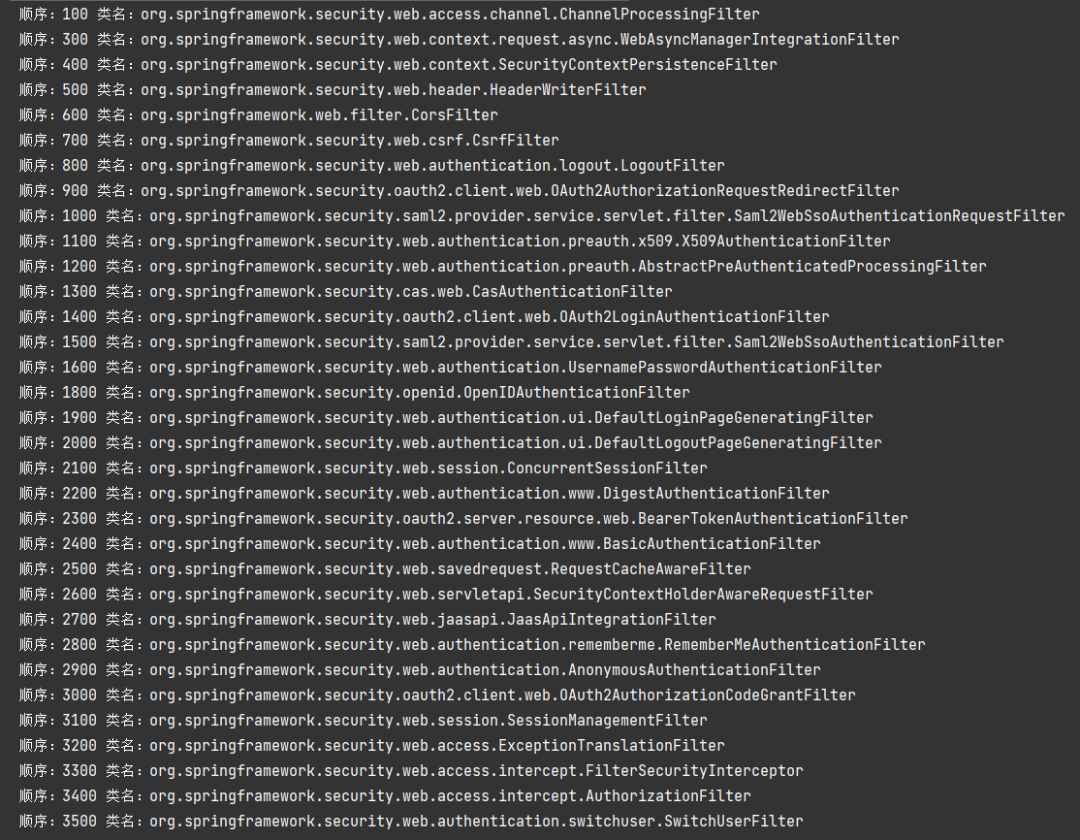 顺序：100 类名：org.springframework.security.web.access.channel.ChannelProcessingFilter
顺序：300 类名：org.springframework.security.web.context.request.async.WebAsyncManagerIntegrationFilter
顺序：400 类名：org.springframework.security.web.context.SecurityContextPersistenceFilter
顺序：500 类名：org.springframework.security.web.header.HeaderWriterFilter
顺序：600 类名：org.springframework.web.filter.CorsFilter
顺序：700 类名：org.springframework.security.web.csrf.CsrfFilter
顺序：800 类名：org.springframework.security.web.authentication.logout.LogoutFilter
顺序：900 类名：org.springframework.security.oauth2.client.web.OAuth2AuthorizationRequestRedirectFilter
顺序：1000 类名：org.springframework.security.saml2.provider.service.servlet.filter.Saml2WebSsoAuthenticationRequestFilter
顺序：1100 类名：org.springframework.security.web.authentication.preauth.x509.X509AuthenticationFilter
顺序：1200 类名：org.springframework.security.web.authentication.preauth.AbstractPreAuthenticatedProcessingFilter
顺序：1300 类名：org.springframework.security.cas.web.CasAuthenticationFilter
顺序：1400 类名：org.springframework.security.oauth2.client.web.OAuth2LoginAuthenticationFilter
顺序：1500 类名：org.springframework.security.saml2.provider.service.servlet.filter.Saml2WebSsoAuthenticationFilter
顺序：1600 类名：org.springframework.security.web.authentication.UsernamePasswordAuthenticationFilter
顺序：1800 类名：org.springframework.security.openid.OpenIDAuthenticationFilter
顺序：1900 类名：org.springframework.security.web.authentication.ui.DefaultLoginPageGeneratingFilter
顺序：2000 类名：org.springframework.security.web.authentication.ui.DefaultLogoutPageGeneratingFilter
顺序：2100 类名：org.springframework.security.web.session.ConcurrentSessionFilter
顺序：2200 类名：org.springframework.security.web.authentication.www.DigestAuthenticationFilter
顺序：2300 类名：org.springframework.security.oauth2.server.resource.web.BearerTokenAuthenticationFilter
顺序：2400 类名：org.springframework.security.web.authentication.www.BasicAuthenticationFilter
顺序：2500 类名：org.springframework.security.web.savedrequest.RequestCacheAwareFilter
顺序：2600 类名：org.springframework.security.web.servletapi.SecurityContextHolderAwareRequestFilter
顺序：2700 类名：org.springframework.security.web.jaasapi.JaasApiIntegrationFilter
顺序：2800 类名：org.springframework.security.web.authentication.rememberme.RememberMeAuthenticationFilter
顺序：2900 类名：org.springframework.security.web.authentication.AnonymousAuthenticationFilter
顺序：3000 类名：org.springframework.security.oauth2.client.web.OAuth2AuthorizationCodeGrantFilter
顺序：3100 类名：org.springframework.security.web.session.SessionManagementFilter
顺序：3200 类名：org.springframework.security.web.access.ExceptionTranslationFilter
顺序：3300 类名：org.springframework.security.web.access.intercept.FilterSecurityInterceptor
顺序：3400 类名：org.springframework.security.web.access.intercept.AuthorizationFilter
顺序：3500 类名：org.springframework.security.web.authentication.switchuser.SwitchUserFilter